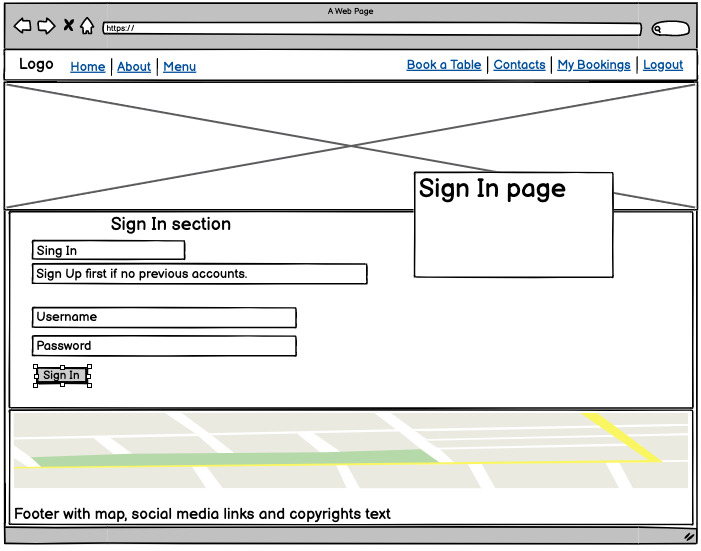 A Web Page
https://
Logo Home About Menu Book a Table Contacts My Bookings Logout
Sign In page
Sign In section
Sing In
Sign Up first if no previous accounts.
Username
Password
Sign In
Footer with map, social media links and copyrights text